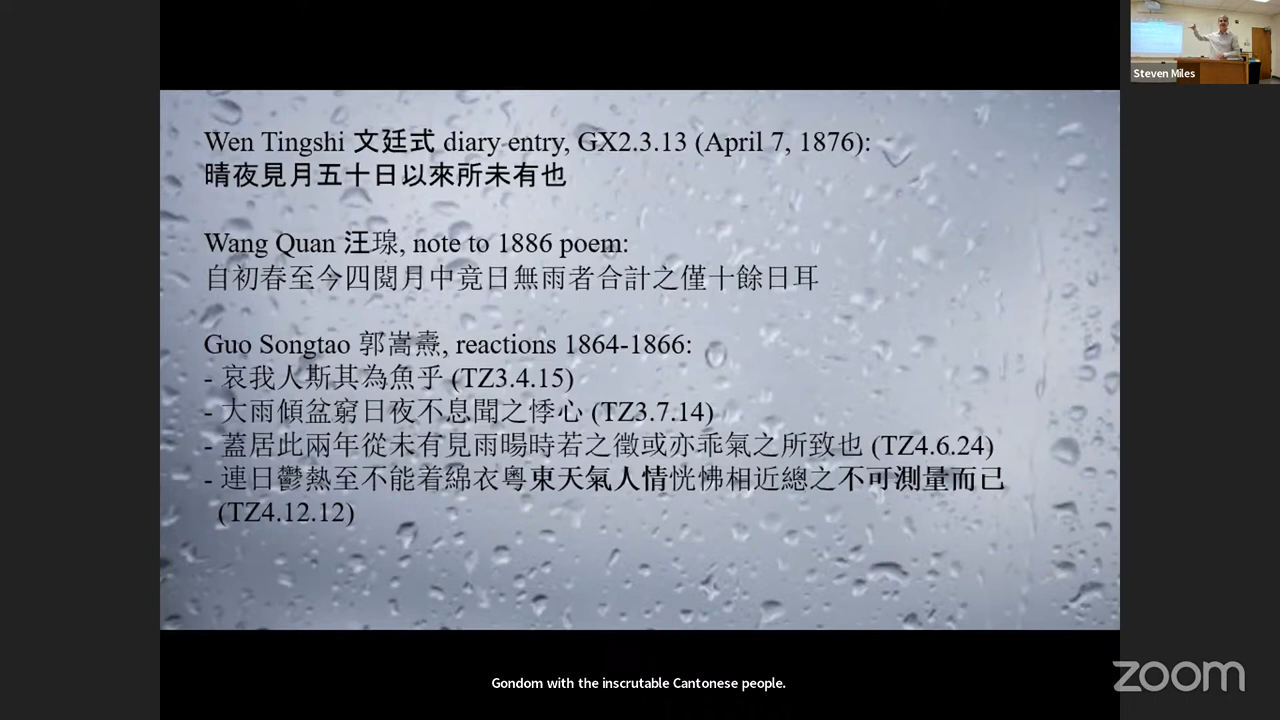 Steven Miles
Wen Tingshi 文廷式 diary entry, GX2.3.13 (April 7, 1876):
晴夜見月五十日以來所未有也
Wang Quan 汪瑔, note to 1886 poem:
自初春至今四閱月中竟日無雨者合計之僅十餘日耳
Guo Songtao 郭嵩燾, reactions 1864-1866:
- 哀我人斯其為魚乎 (TZ3.4.15)
- 大雨傾盆窮日夜不息聞之悸心 (TZ3.7.14)
- 蓋居此兩年從未有見雨暘時若之徵或亦乖氣之所致也 (TZ4.6.24)
- 連日鬱熱至不能着綿衣粵東天氣人情恍怫相近總之不可測量而已
(TZ4.12.12)
Gondom with the inscrutable Cantonese people.
zoom